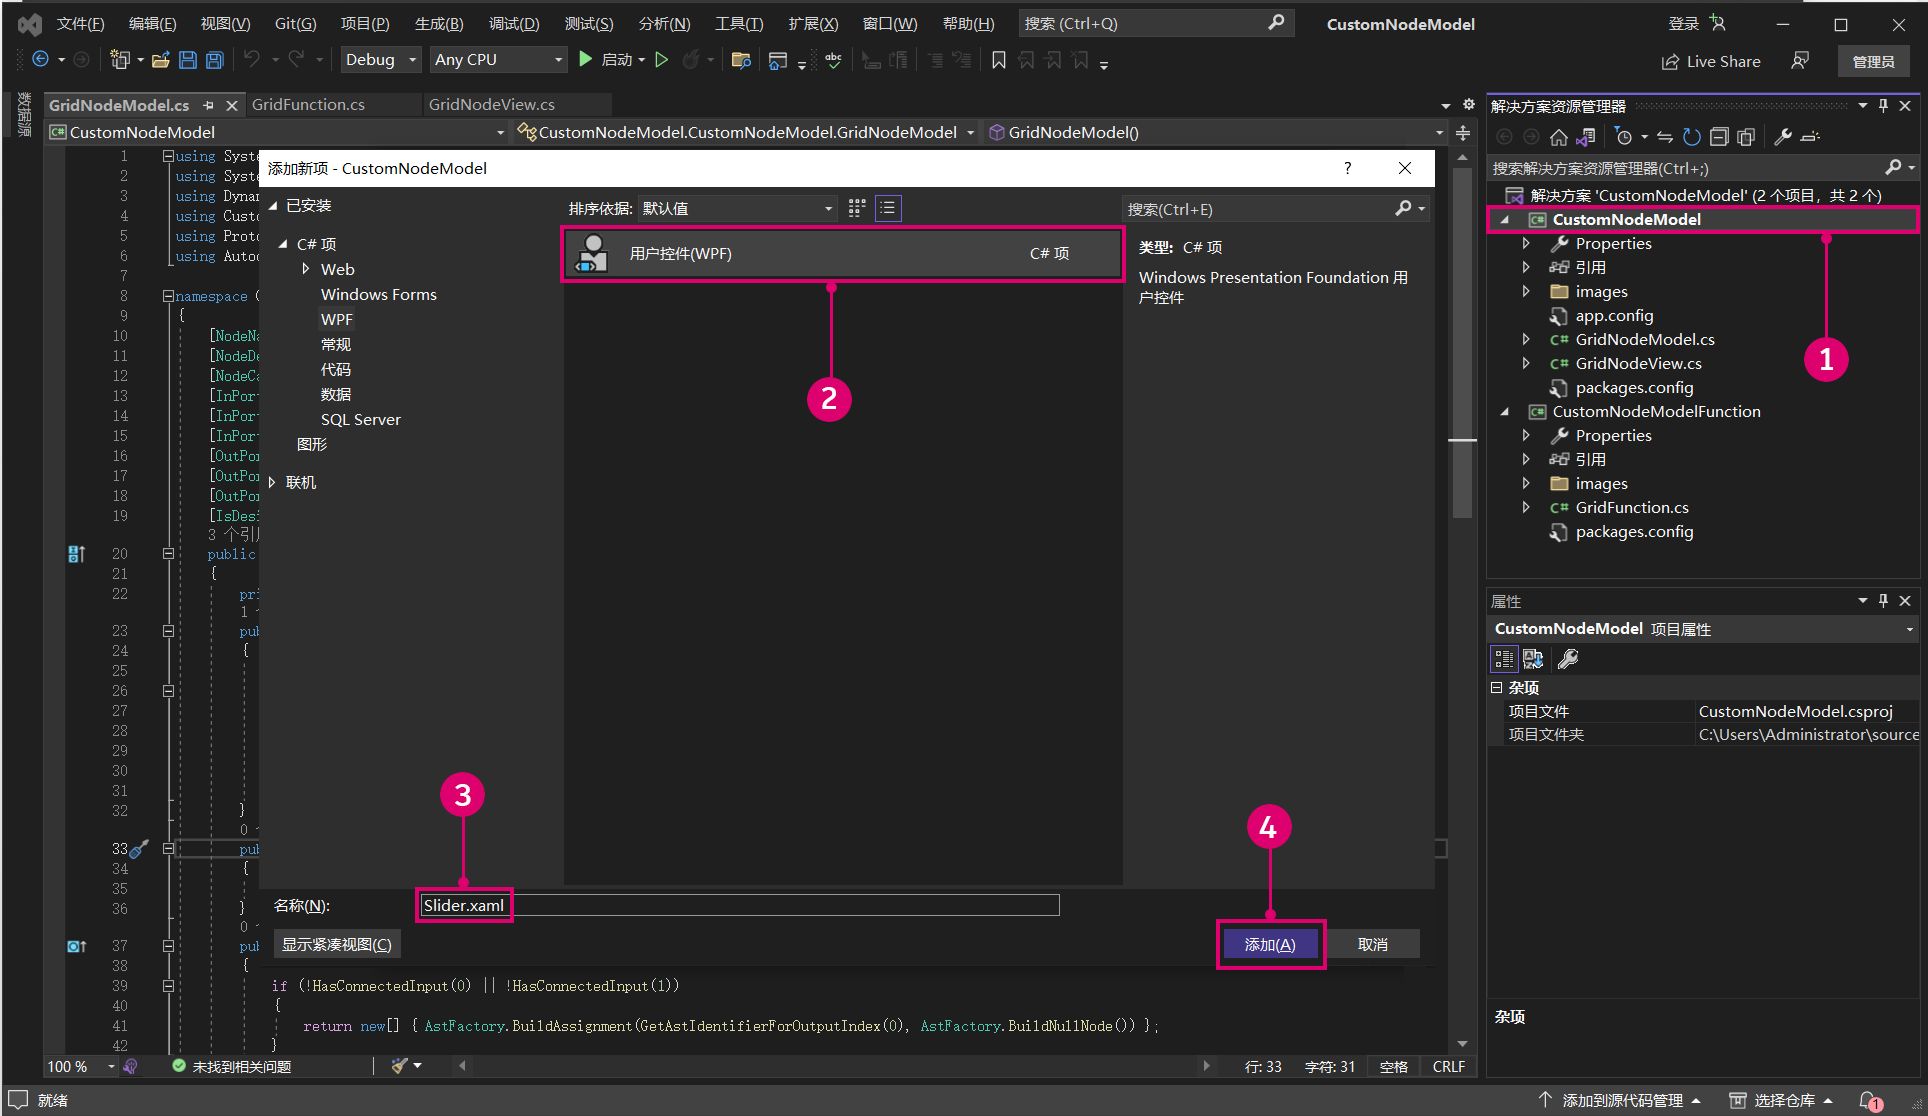 文件(F) 编辑(E) 视图(V) Git(G) 项目(P) 生成(B) 调试(D) 测试(S) 分析(N) 工具(T) 扩展(X) 窗口(W) 帮助(H) 搜索 (Ctrl+Q) CustomNodeModel 登录
Debug Any CPU 启动 Live Share 管理员
数据源
GridNodeModel.cs GridFunction.cs GridNodeView.cs
CustomNodeModel CustomNodeModel.CustomNodeModel.GridNodeModel GridNodeModel()
1 using Syst
2 using Syst
3 using Dyna
4 using Cust
5 using Prot
6 using Auto
7
8 namespace
9 {
10 [NodeNa
11 [NodeDe
12 [NodeCa
13 [InPor
14 [InPor
15 [InPor
16 [OutPo
17 [OutPo
18 [OutPo
19 [IsDesi
3 个引
20 public
21 {
22 pri
1 个
23 pub
24 {
25
26
27
28
29
30
31
32 }
0 个
33 pub
34 {
35
36 }
0 个
37 pub
38 {
39 if (!HasConnectedInput(0) || !HasConnectedInput(1))
40 {
41 return new[] { AstFactory.BuildAssignment(GetAstIdentifierForOutputIndex(0), AstFactory.BuildNullNode()) };
42 }
添加新项 - CustomNodeModel ?
已安装
C# 项
Web
Windows Forms
WPF
常规
代码
数据
SQL Server
图形
联机
排序依据: 默认值
搜索(Ctrl+E)
用户控件(WPF) C# 项
类型: C# 项
Windows Presentation Foundation 用
户控件
2
3
4
名称(N): Slider.xaml
显示紧凑视图(C) 添加(A) 取消
解决方案资源管理器
搜索解决方案资源管理器(Ctrl+;)
解决方案 'CustomNodeModel' (2 个项目，共 2 个)
CustomNodeModel
Properties
引用
images
app.config
GridNodeModel.cs
GridNodeView.cs
packages.config
CustomNodeModelFunction
Properties
引用
images
GridFunction.cs
packages.config
1
属性
CustomNodeModel 项目属性
杂项
项目文件 CustomNodeModel.csproj
项目文件夹 C:\Users\Administrator\source
杂项
100 % 未找到相关问题 行: 33 字符: 31 空格 CRLF
就绪 添加到源代码管理 选择仓库 1